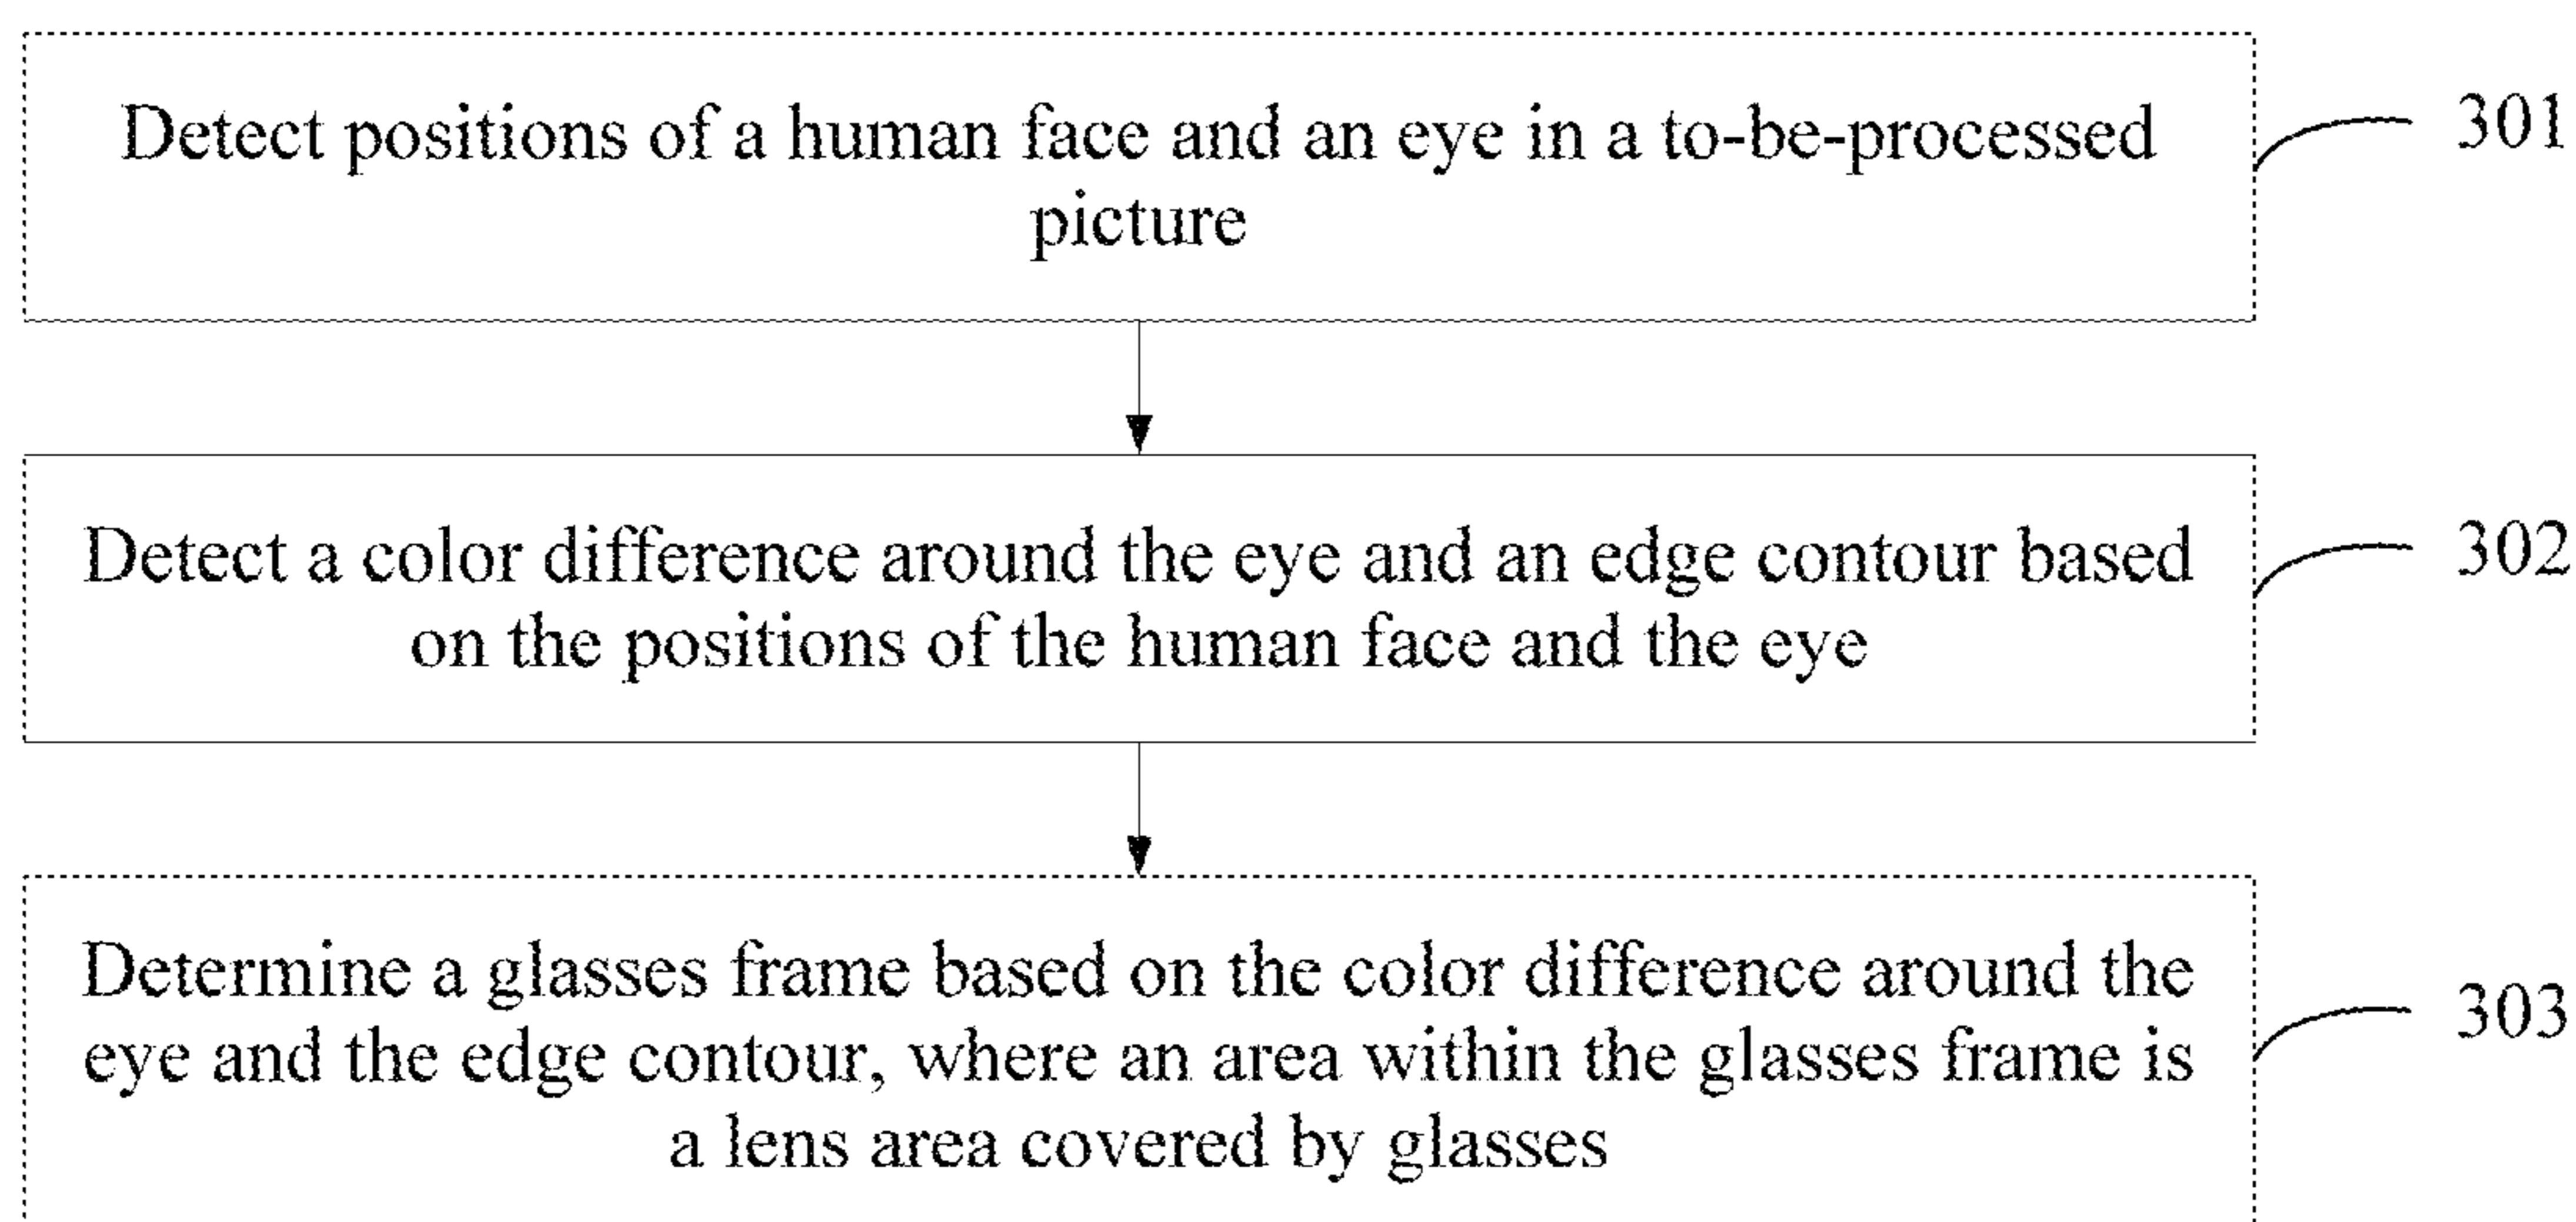 Detect positions of a human face and an eye in a to-be-processed
picture
301
Detect a color difference around the eye and an edge contour based
on the positions of the human face and the eye
302
Determine a glasses frame based on the color difference around the
eye and the edge contour, where an area within the glasses frame is
a lens area covered by glasses
303